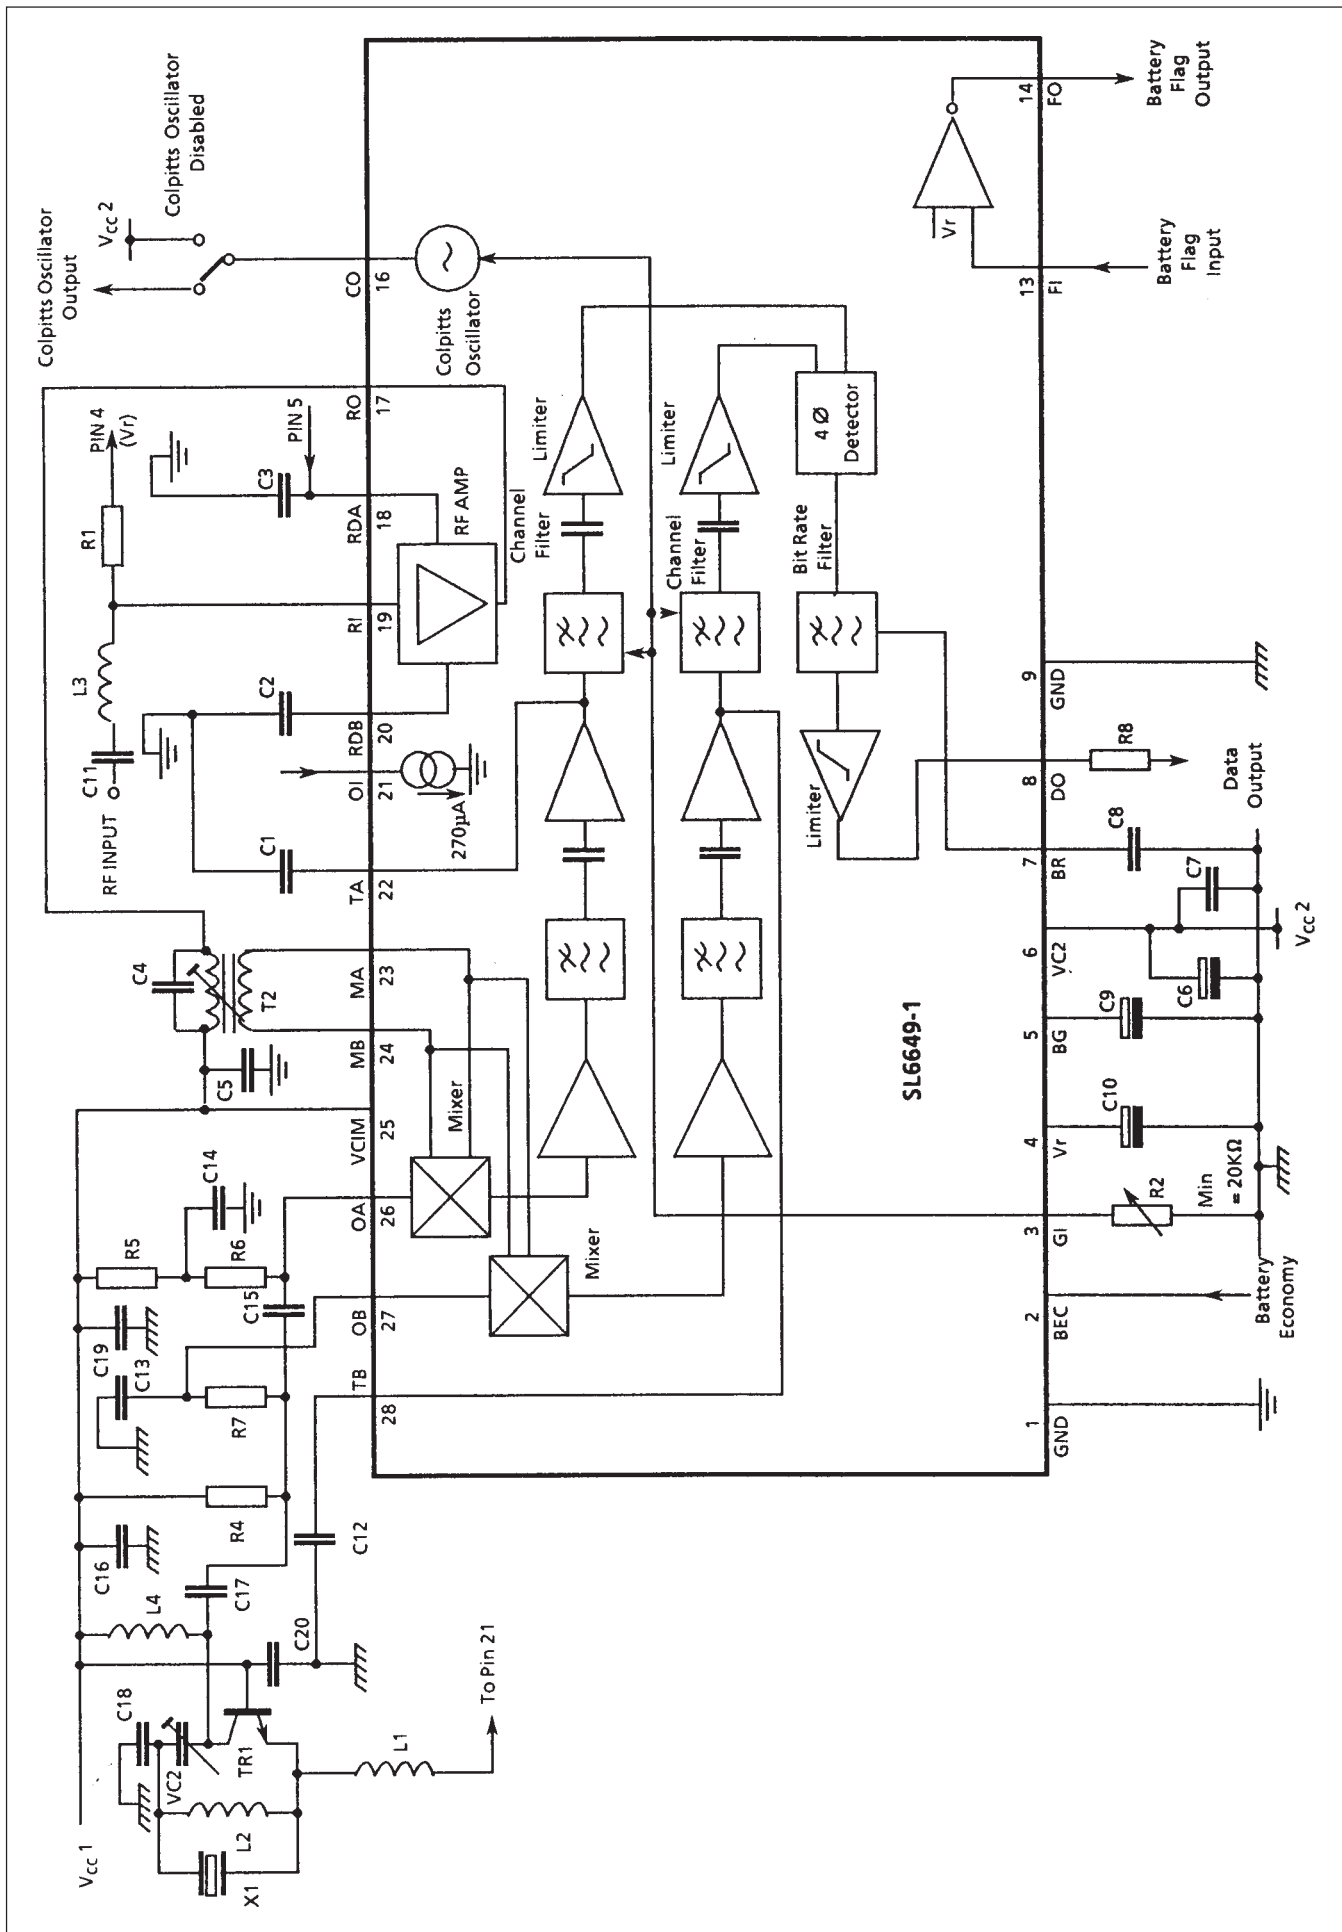 Vcc 1
X1
L2
VC2
C18
TR1
L1
To Pin 21
L4
C16
C17
C20
C12
R4
R7
C13
C19
C15
R5
R6
C14
C5
C4
T2
RF INPUT
C11
L3
R1
PIN 4
(Vr)
C1
C2
C3
PIN 5
Colpitts Oscillator
Output
Vcc 2
Colpitts Oscillator
Disabled
28
TB
27
OB
26
OA
25
VCIM
24
MB
23
MA
22
TA
21
OI
20
RDB
19
RI
18
RDA
17
RO
16
CO
270µA
RF AMP
Colpitts
Oscillator
Mixer
Mixer
Channel
Filter
Limiter
Channel
Filter
Limiter
Bit Rate
Filter
4 Ø
Detector
Limiter
SL6649-1
Vr
1
GND
2
BEC
3
GI
4
Vr
5
BG
6
VC2
7
BR
8
DO
9
GND
13
FI
14
FO
Battery
Economy
R2
Min
= 20KΩ
C10
C9
C6
C7
Vcc 2
C8
R8
Data
Output
Battery
Flag
Input
Battery
Flag
Output